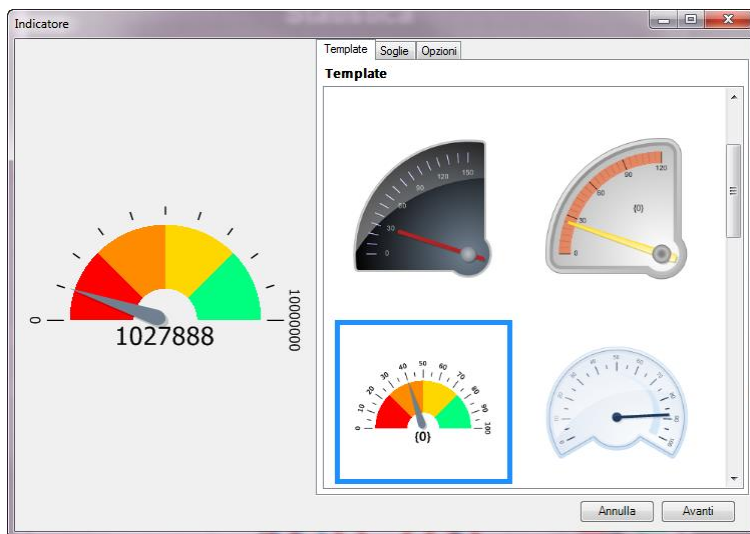 Statistica
Indicatore
Template Soglie Opzioni
Template
0 30 60 90 120 150
0 30 60 90 120
{0}
0 10000000
1027888
0 10 20 30 40 50 60 70 80 90 100
{0}
Annulla Avanti